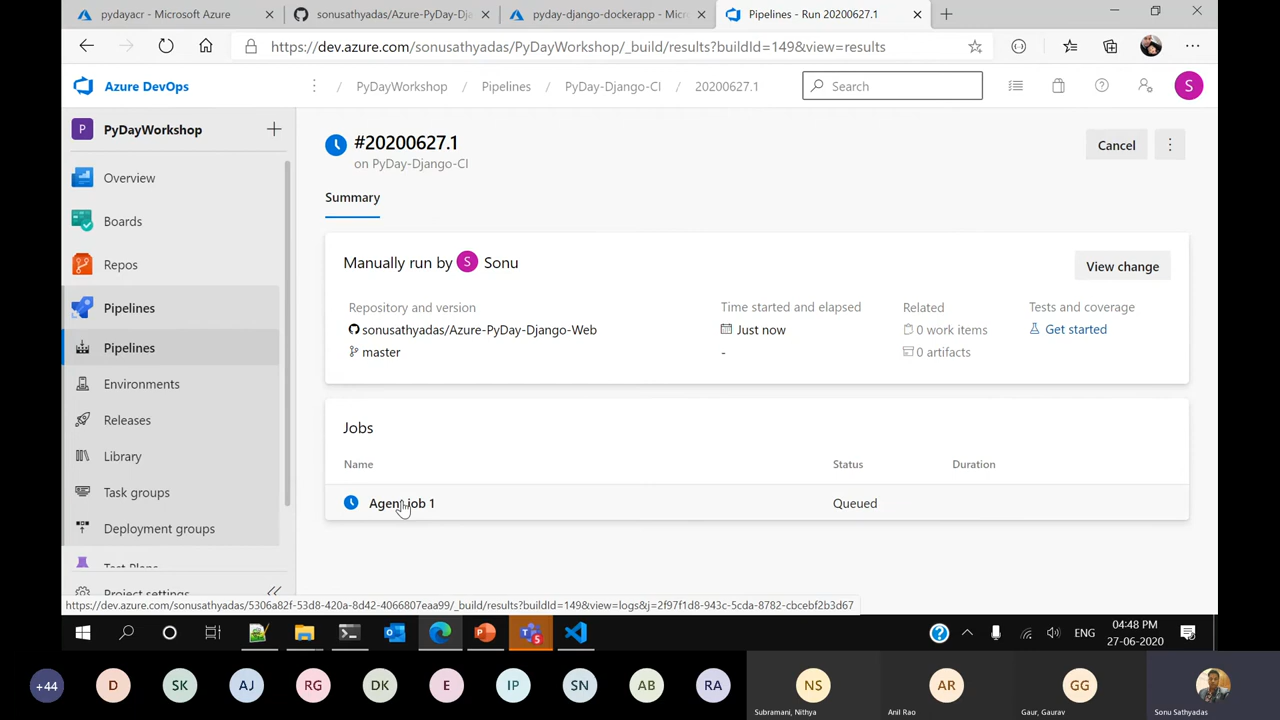 pydayacr - Microsoft Azure
sonusathyadas/Azure-PyDay-Dj
pyday-django-dockerapp - Micr
Pipelines - Run 20200627.1
https://dev.azure.com/sonusathyadas/PyDayWorkshop/_build/results?buildId=149&view=results
Azure DevOps
PyDayWorkshop / Pipelines / PyDay-Django-CI / 20200627.1
Search
S
P PyDayWorkshop
Overview
Boards
Repos
Pipelines
Pipelines
Environments
Releases
Library
Task groups
Deployment groups
Test Plans
Project settings
#20200627.1
on PyDay-Django-CI
Cancel
Summary
Manually run by S Sonu
View change
Repository and version
Time started and elapsed
Related
Tests and coverage
sonusathyadas/Azure-PyDay-Django-Web
Just now
0 work items
Get started
master
-
0 artifacts
Jobs
Name
Status
Duration
Agent job 1
Queued
https://dev.azure.com/sonusathyadas/5306a82f-53d8-420a-8d42-4066807eaa99/_build/results?buildId=149&view=logs&j=2f97f1d8-943c-5cda-8782-cbcebf2b3d67
ENG
04:48 PM
27-06-2020
+44
D
SK
AJ
RG
DK
E
IP
SN
AB
RA
NS
AR
GG
Subramani, Nithya
Anil Rao
Gaur, Gaurav
Sonu Sathyadas